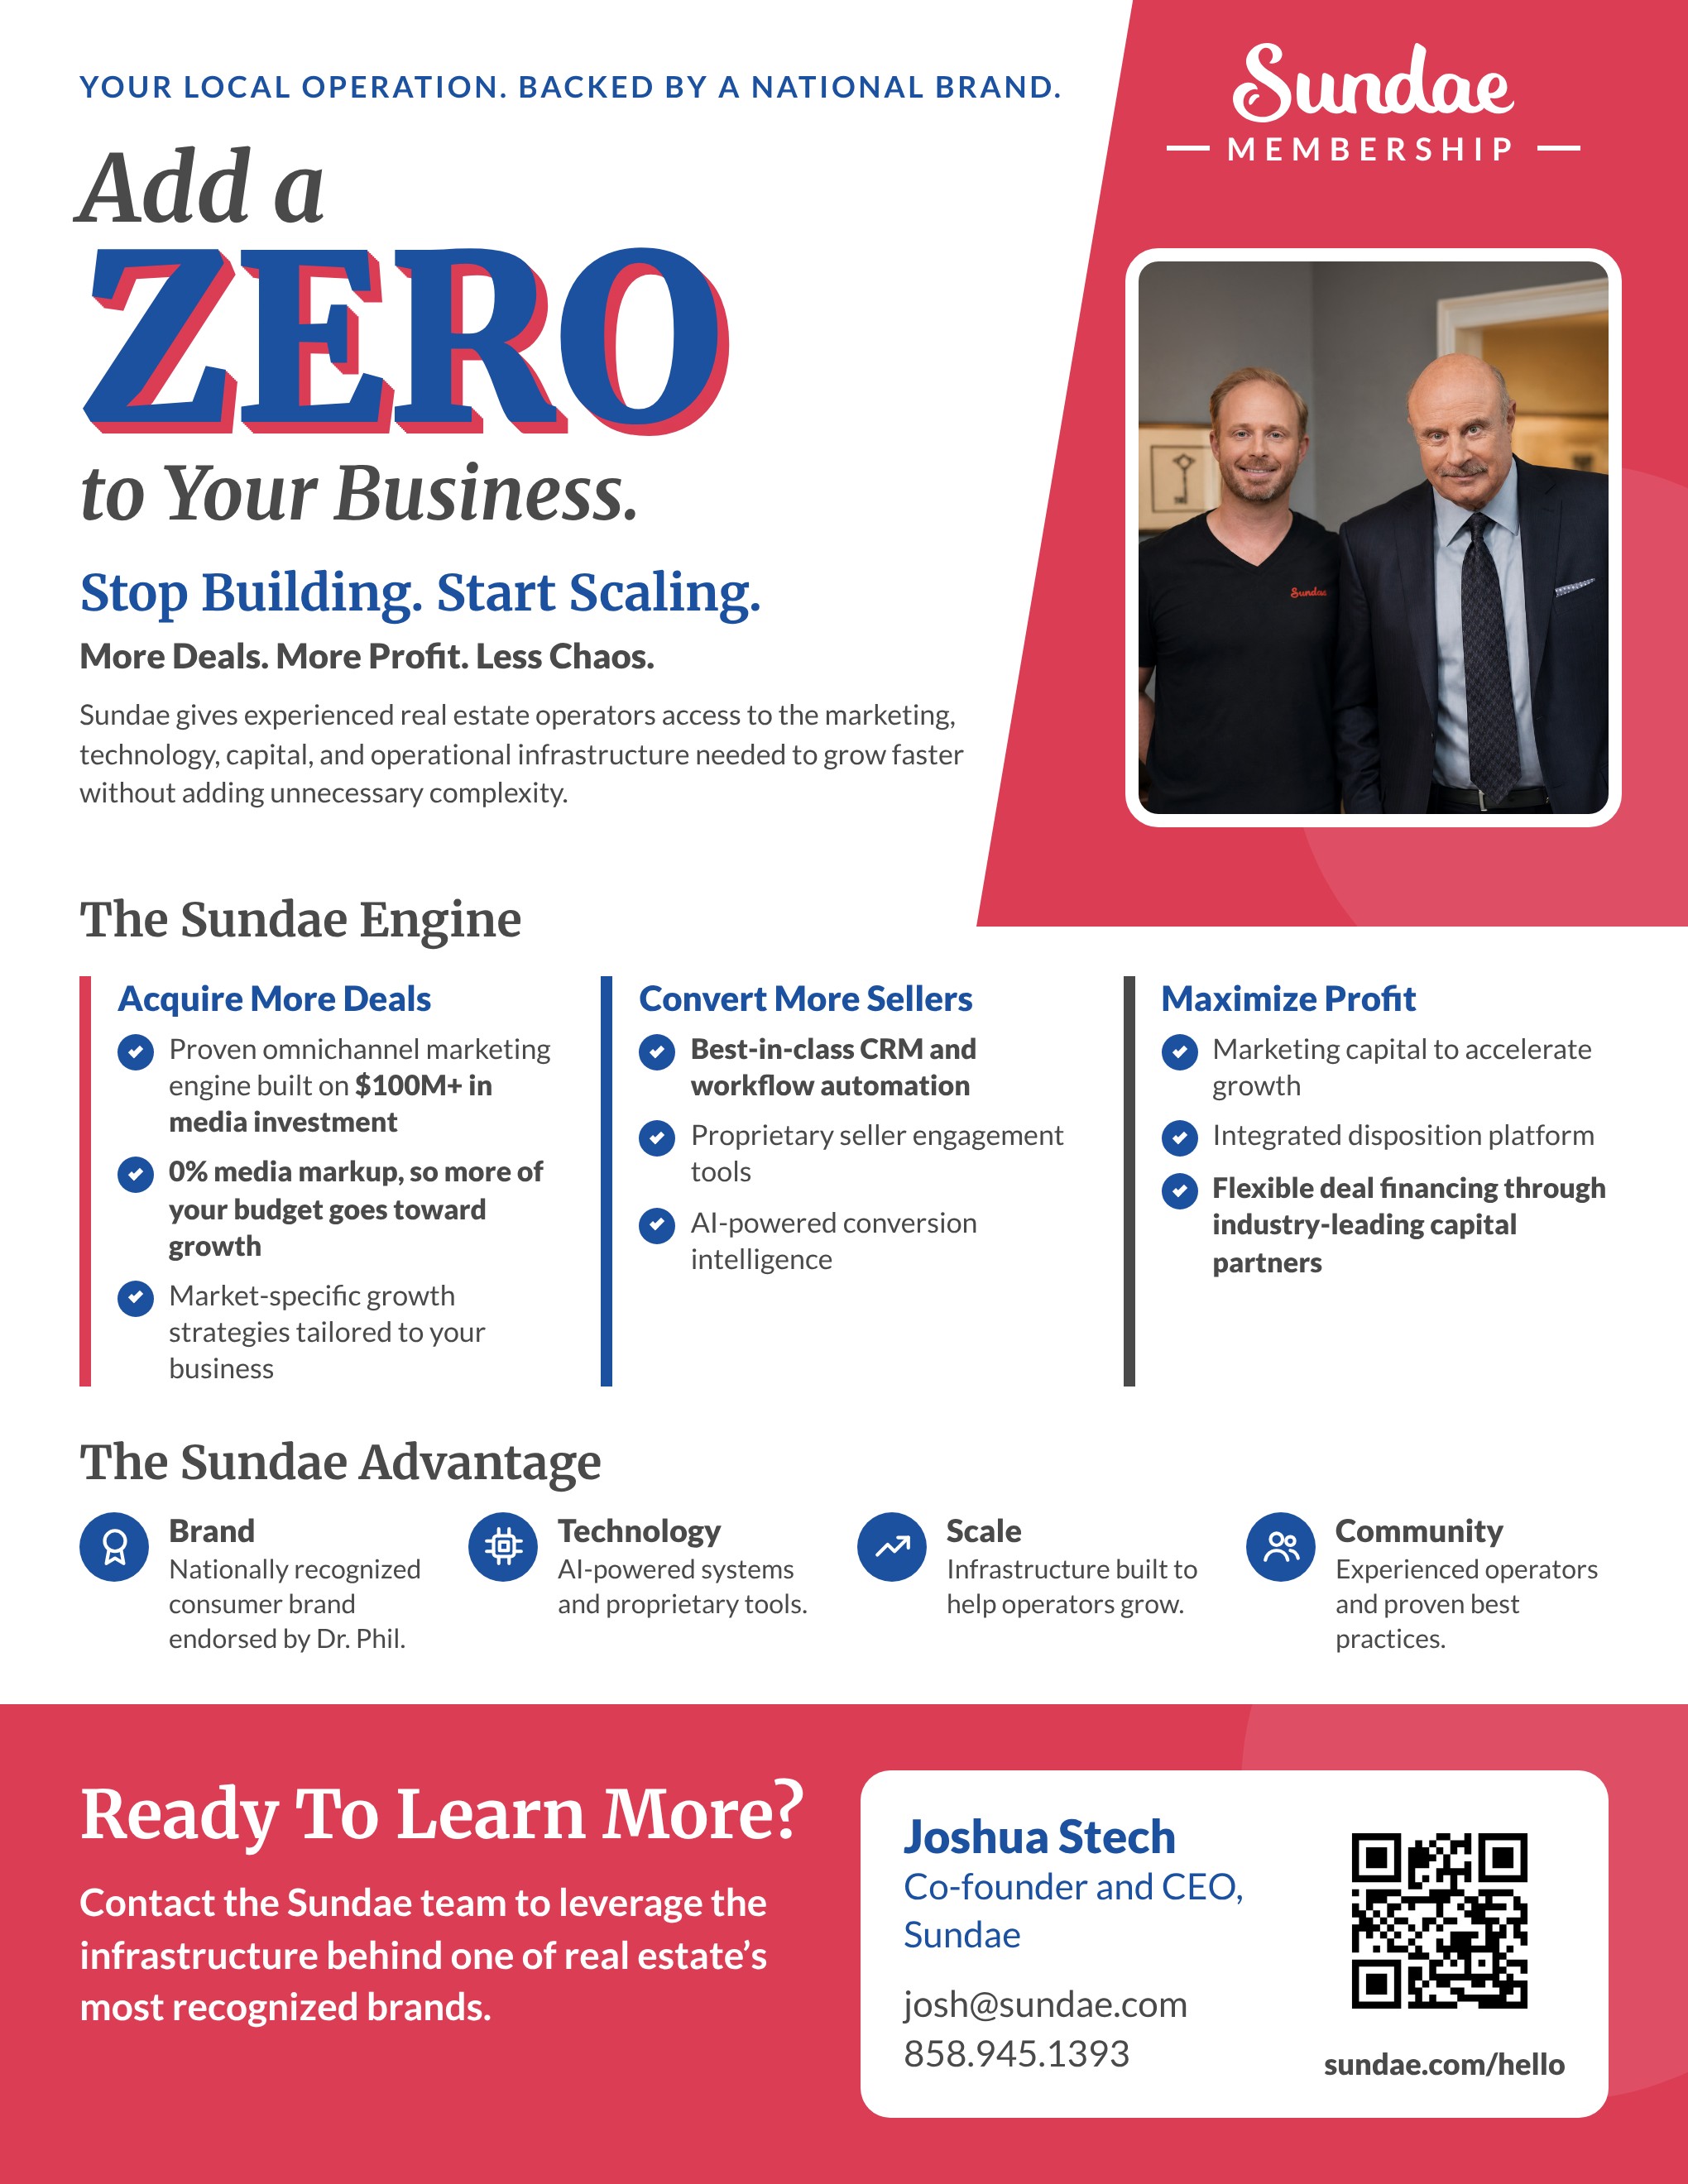 YOUR LOCAL OPERATION. BACKED BY A NATIONAL BRAND.
Sundae
MEMBERSHIP
Add a
ZERO
to Your Business.
Stop Building. Start Scaling.
More Deals. More Profit. Less Chaos.
Sundae gives experienced real estate operators access to the marketing,
technology, capital, and operational infrastructure needed to grow faster
without adding unnecessary complexity.
Sundae
The Sundae Engine
Acquire More Deals
Proven omnichannel marketing
engine built on $100M+ in
media investment
0% media markup, so more of
your budget goes toward
growth
Market-specific growth
strategies tailored to your
business
Convert More Sellers
Best-in-class CRM and
workflow automation
Proprietary seller engagement
tools
AI-powered conversion
intelligence
Maximize Profit
Marketing capital to accelerate
growth
Integrated disposition platform
Flexible deal financing through
industry-leading capital
partners
The Sundae Advantage
Brand
Nationally recognized
consumer brand
endorsed by Dr. Phil.
Technology
AI-powered systems
and proprietary tools.
Scale
Infrastructure built to
help operators grow.
Community
Experienced operators
and proven best
practices.
Ready To Learn More?
Contact the Sundae team to leverage the
infrastructure behind one of real estate’s
most recognized brands.
Joshua Stech
Co-founder and CEO,
Sundae
josh@sundae.com
858.945.1393
sundae.com/hello